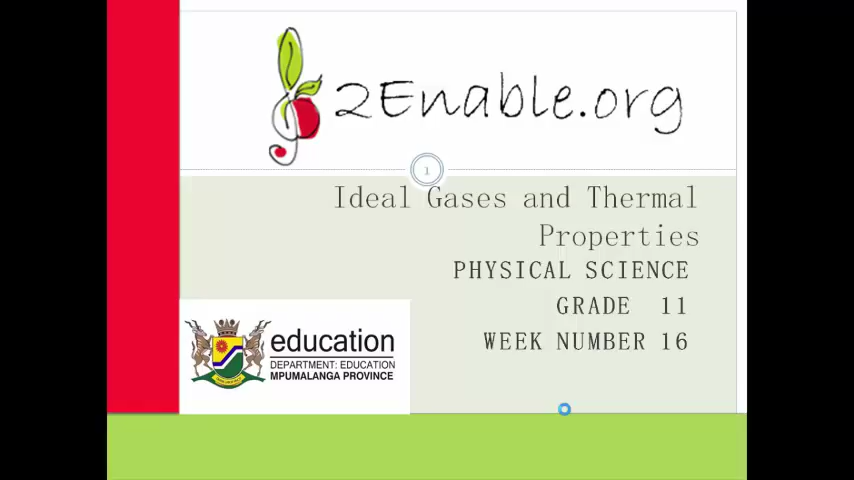 2Enable.org
1
Ideal Gases and Thermal
Properties
PHYSICAL SCIENCE
GRADE 11
WEEK NUMBER 16
education
DEPARTMENT: EDUCATION
MPUMALANGA PROVINCE